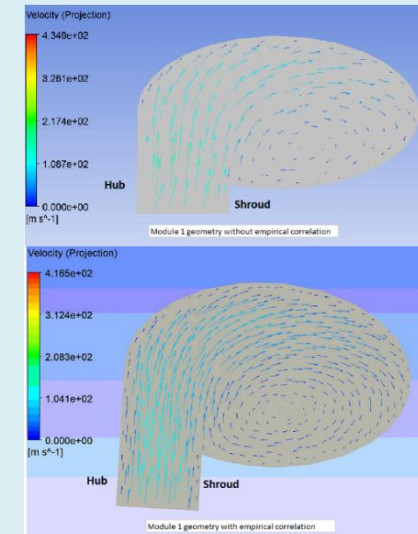 Velocity (Projection)
4.349e+02
3.261e+02
2.174e+02
1.087e+02
0.000e+00
[m s^-1]
Hub
Shroud
Module 1 geometry without empirical correlation
Velocity (Projection)
4.165e+02
3.124e+02
2.083e+02
1.041e+02
0.000e+00
[m s^-1]
Hub
Shroud
Module 1 geometry with empirical correlation